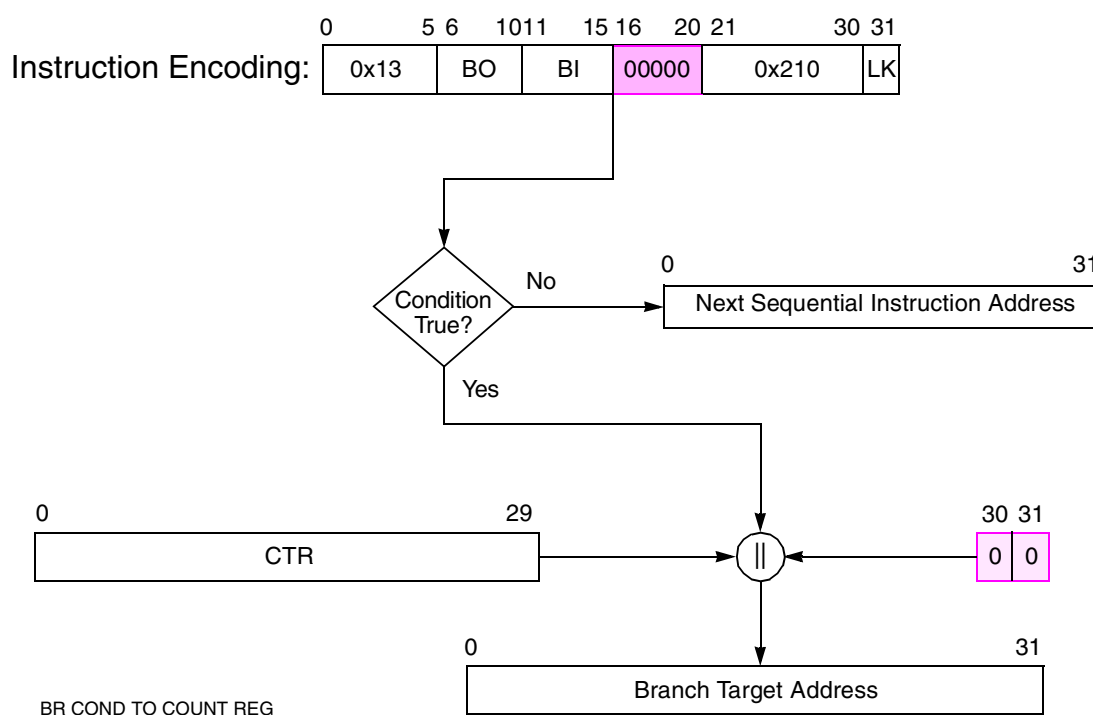 0 5 6 10 11 15 16 20 21 30 31
Instruction Encoding: 0x13 BO BI 00000 0x210 LK
0 31
No
Condition
True?
Next Sequential Instruction Address
Yes
0 29 30 31
CTR || 0 0
0 31
Branch Target Address
BR COND TO COUNT REG